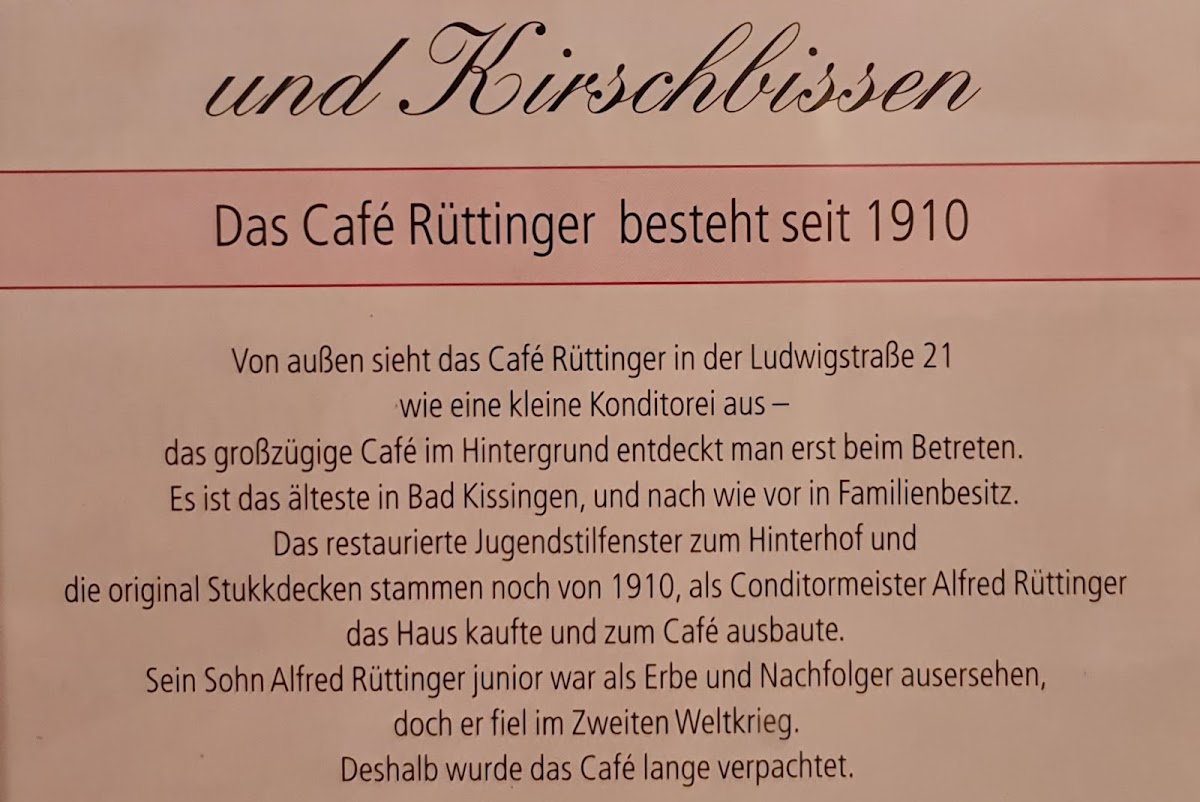 und Kirschbissen
Das Café Rüttinger besteht seit 1910
Von außen sieht das Café Rüttinger in der Ludwigstraße 21
wie eine kleine Konditorei aus –
das großzügige Café im Hintergrund entdeckt man erst beim Betreten.
Es ist das älteste in Bad Kissingen, und nach wie vor in Familienbesitz.
Das restaurierte Jugendstilfenster zum Hinterhof und
die original Stukkdecken stammen noch von 1910, als Conditormeister Alfred Rüttinger
das Haus kaufte und zum Café ausbaute.
Sein Sohn Alfred Rüttinger junior war als Erbe und Nachfolger ausersehen,
doch er fiel im Zweiten Weltkrieg.
Deshalb wurde das Café lange verpachtet.